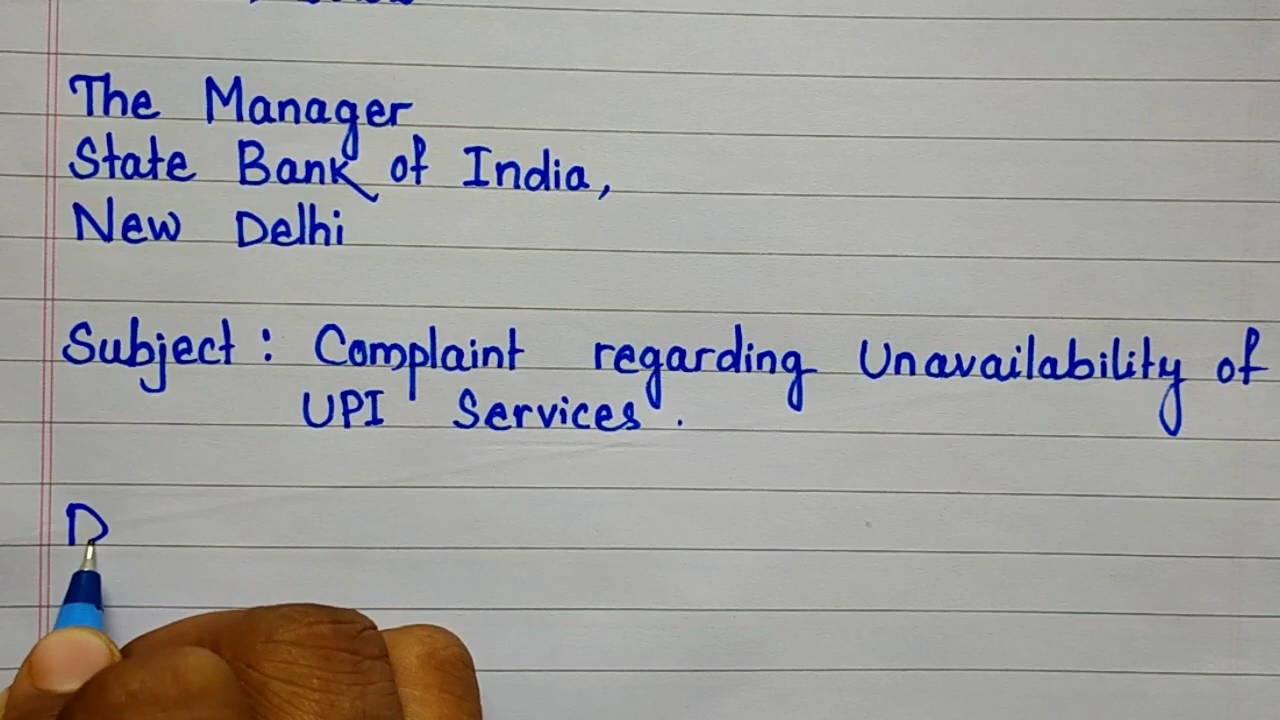 The Manager
State Bank of India,
New Delhi
Subject : Complaint regarding Unavailability of
UPI Services .
D